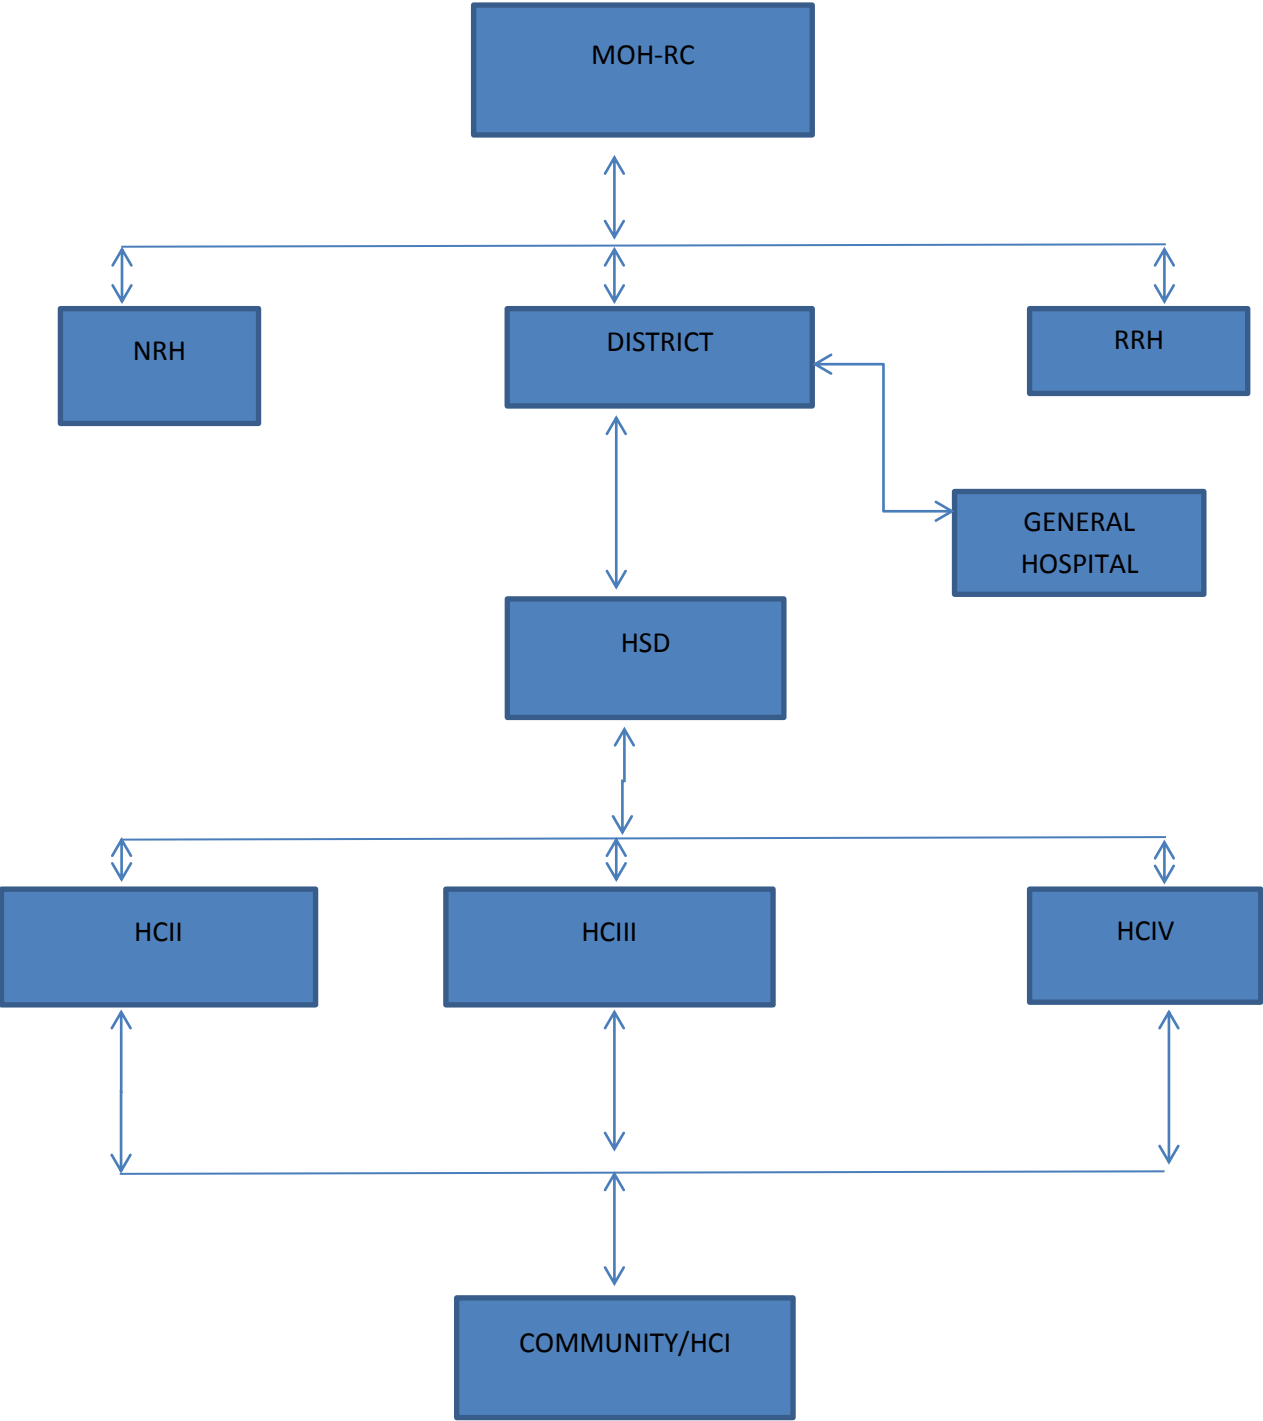 MOH-RC
NRH
DISTRICT
RRH
GENERAL
HOSPITAL
HSD
HCII
HCIII
HCIV
COMMUNITY/HCI